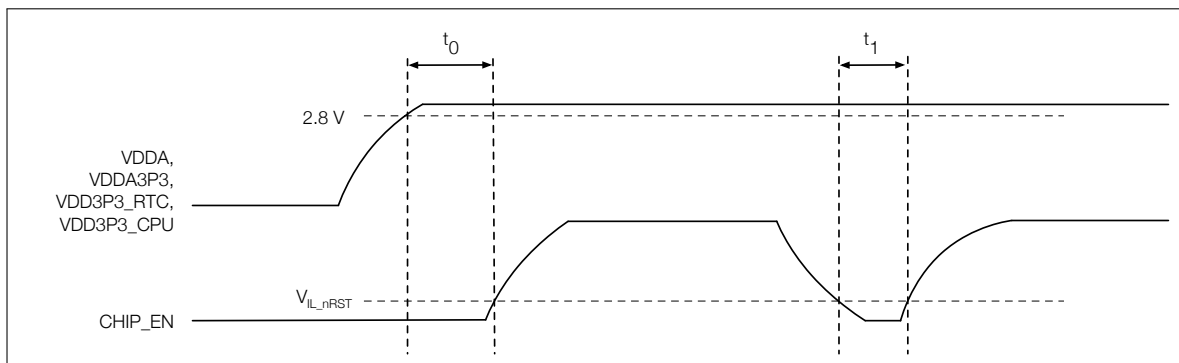 t0
t1
2.8 V
VDDA,
VDDA3P3,
VDD3P3_RTC,
VDD3P3_CPU
VIL_nRST
CHIP_EN